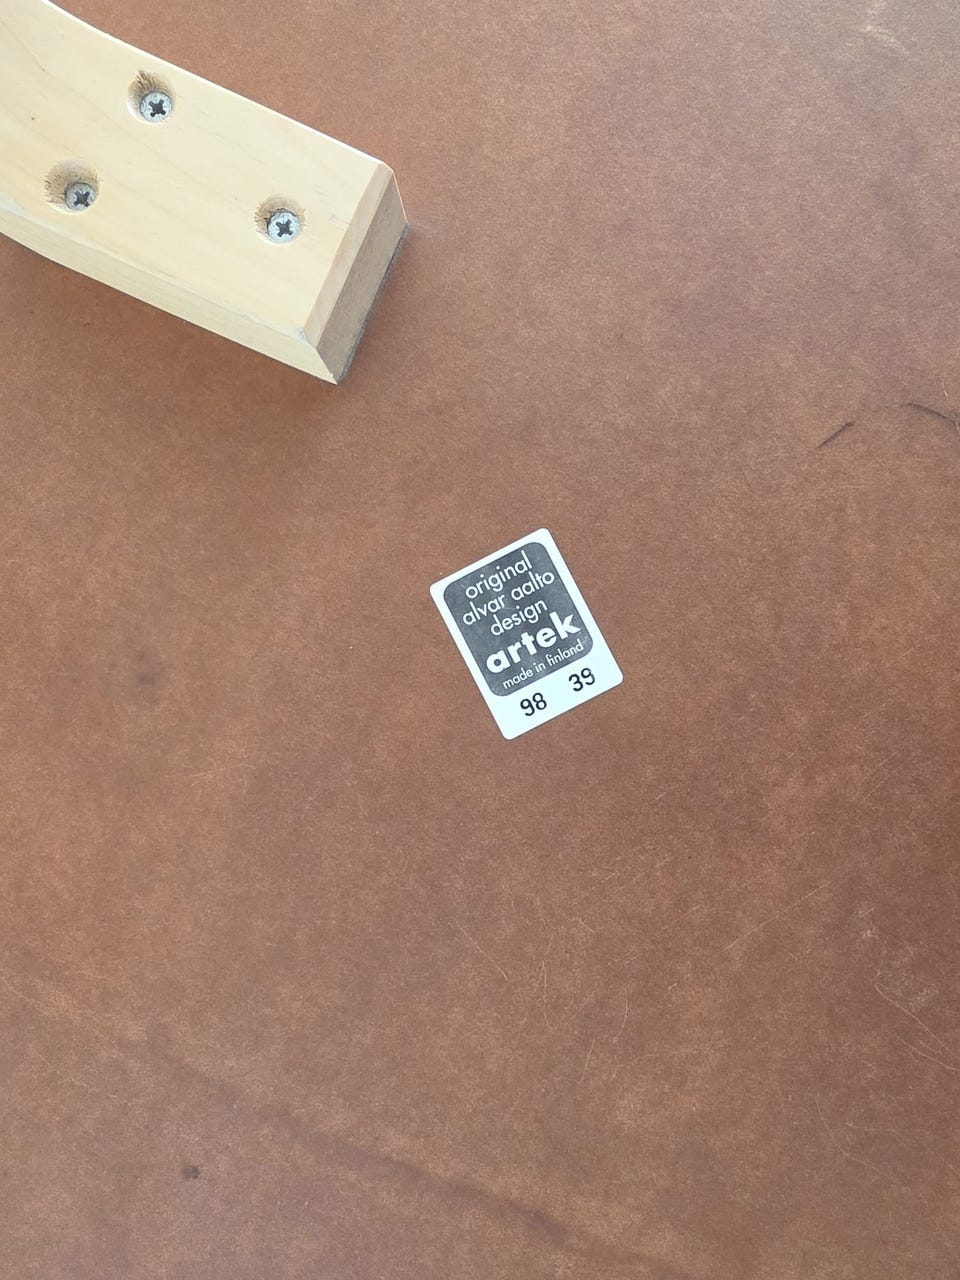 original
alvar aalto
design
artek
made in finland
98 39